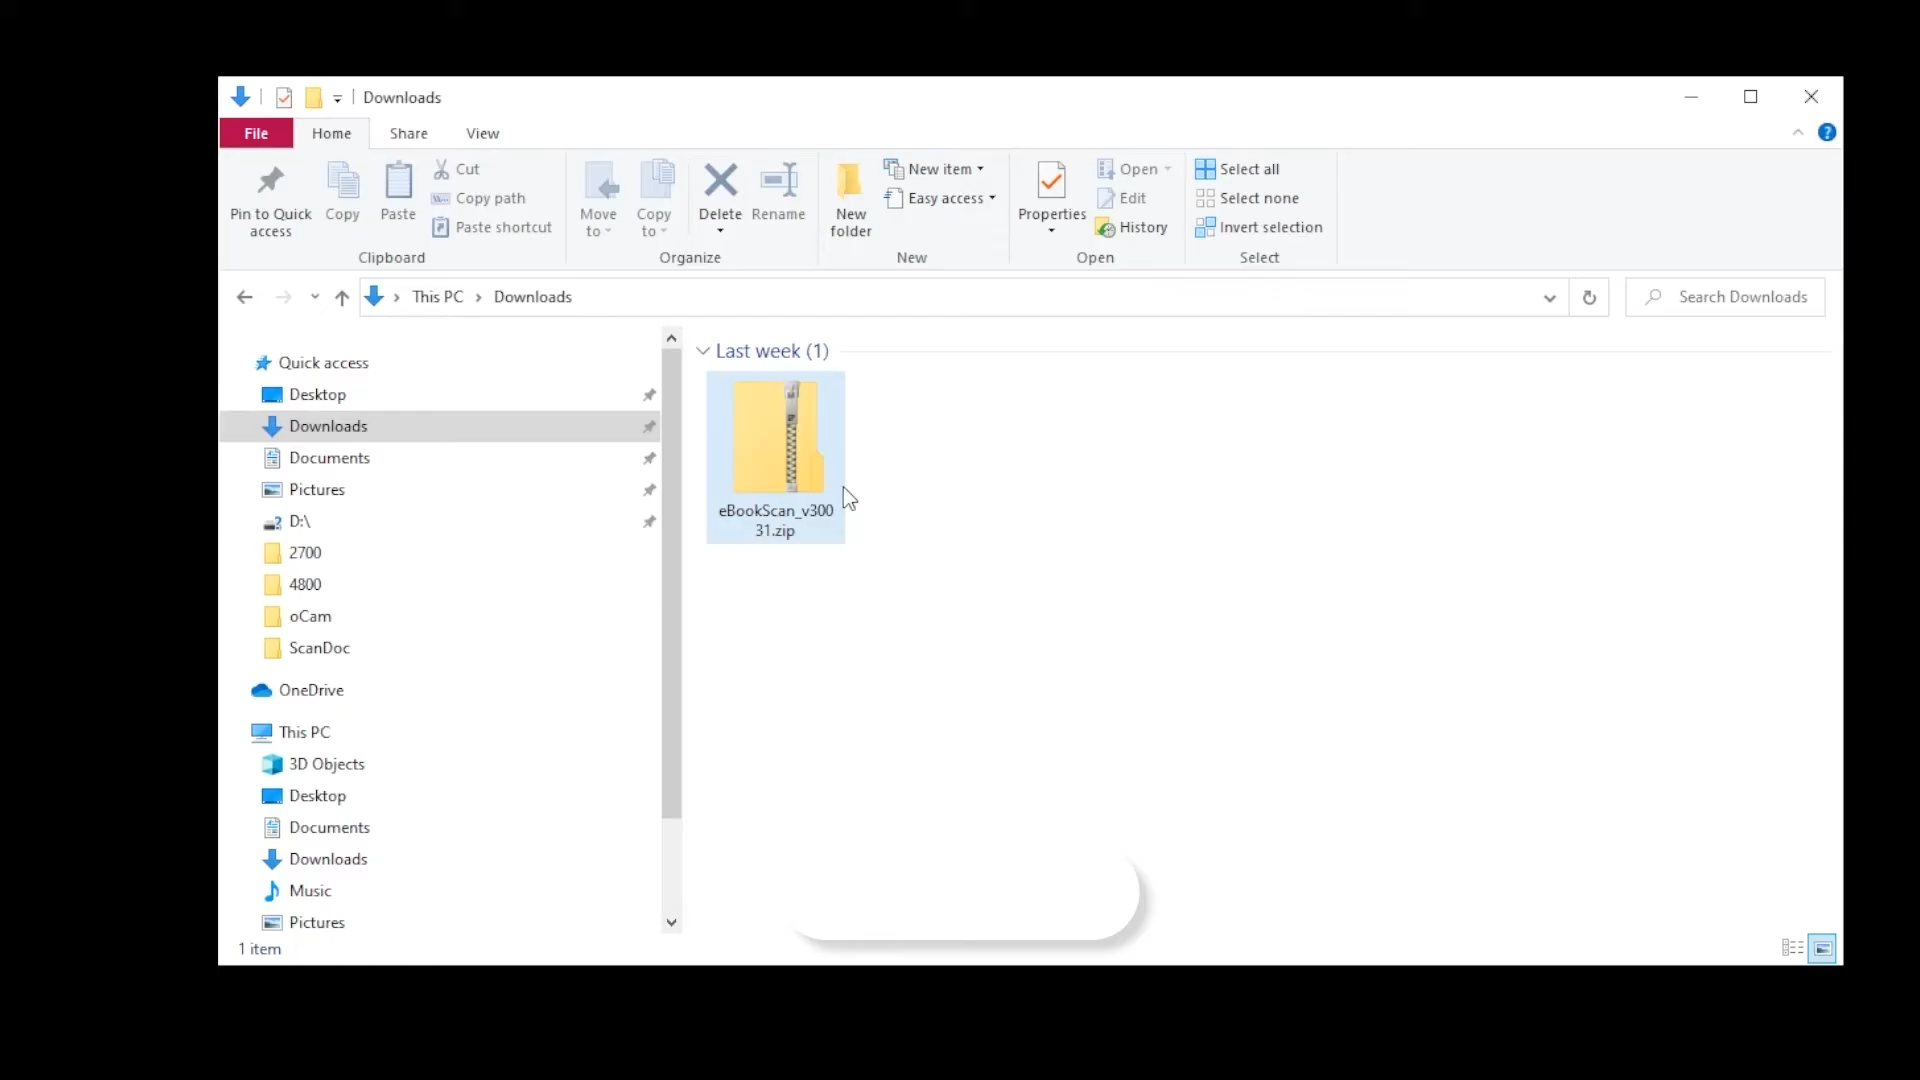 Downloads
File Home Share View
Pin to Quick access
Copy
Paste
Cut
Copy path
Paste shortcut
Clipboard
Move to
Copy to
Delete
Rename
Organize
New folder
New item
Easy access
New
Properties
Open
Edit
History
Open
Select all
Select none
Invert selection
Select
This PC > Downloads
Search Downloads
Quick access
Desktop
Downloads
Documents
Pictures
D:\
2700
4800
oCam
ScanDoc
OneDrive
This PC
3D Objects
Desktop
Documents
Downloads
Music
Pictures
Last week (1)
eBookScan_v300
31.zip
1 item